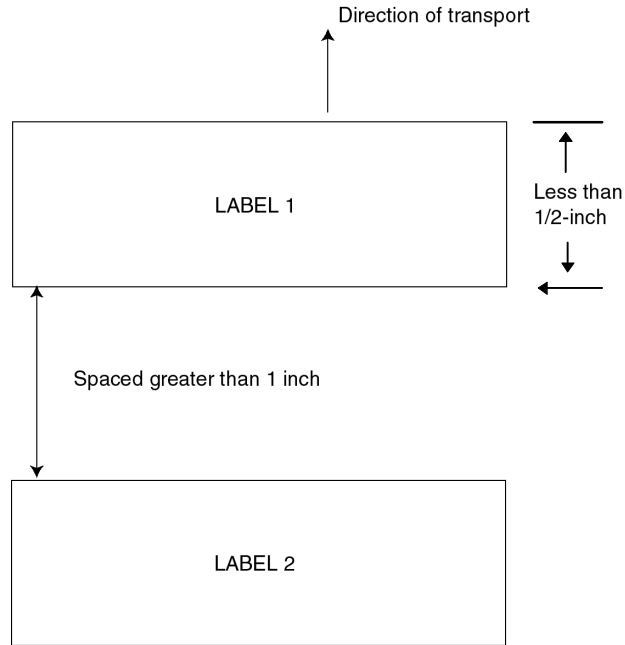 Direction of transport
LABEL 1
Less than
1/2-inch
Spaced greater than 1 inch
LABEL 2